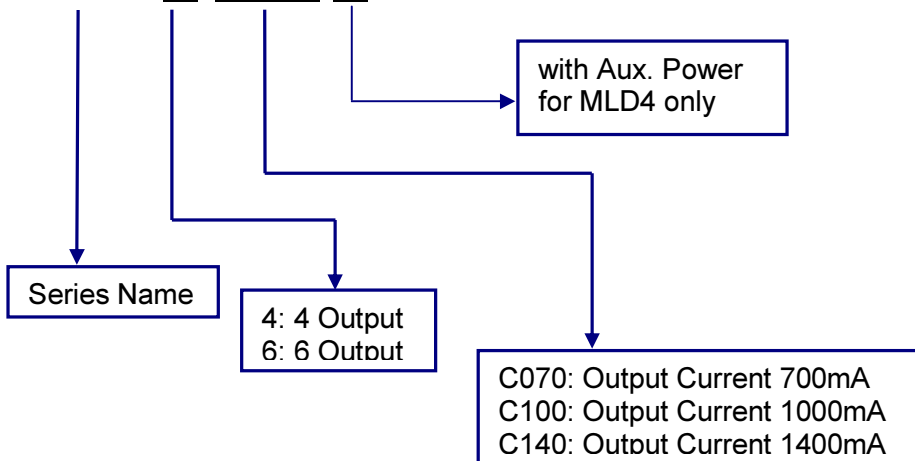 with Aux. Power
for MLD4 only
Series Name
4: 4 Output
6: 6 Output
C070: Output Current 700mA
C100: Output Current 1000mA
C140: Output Current 1400mA